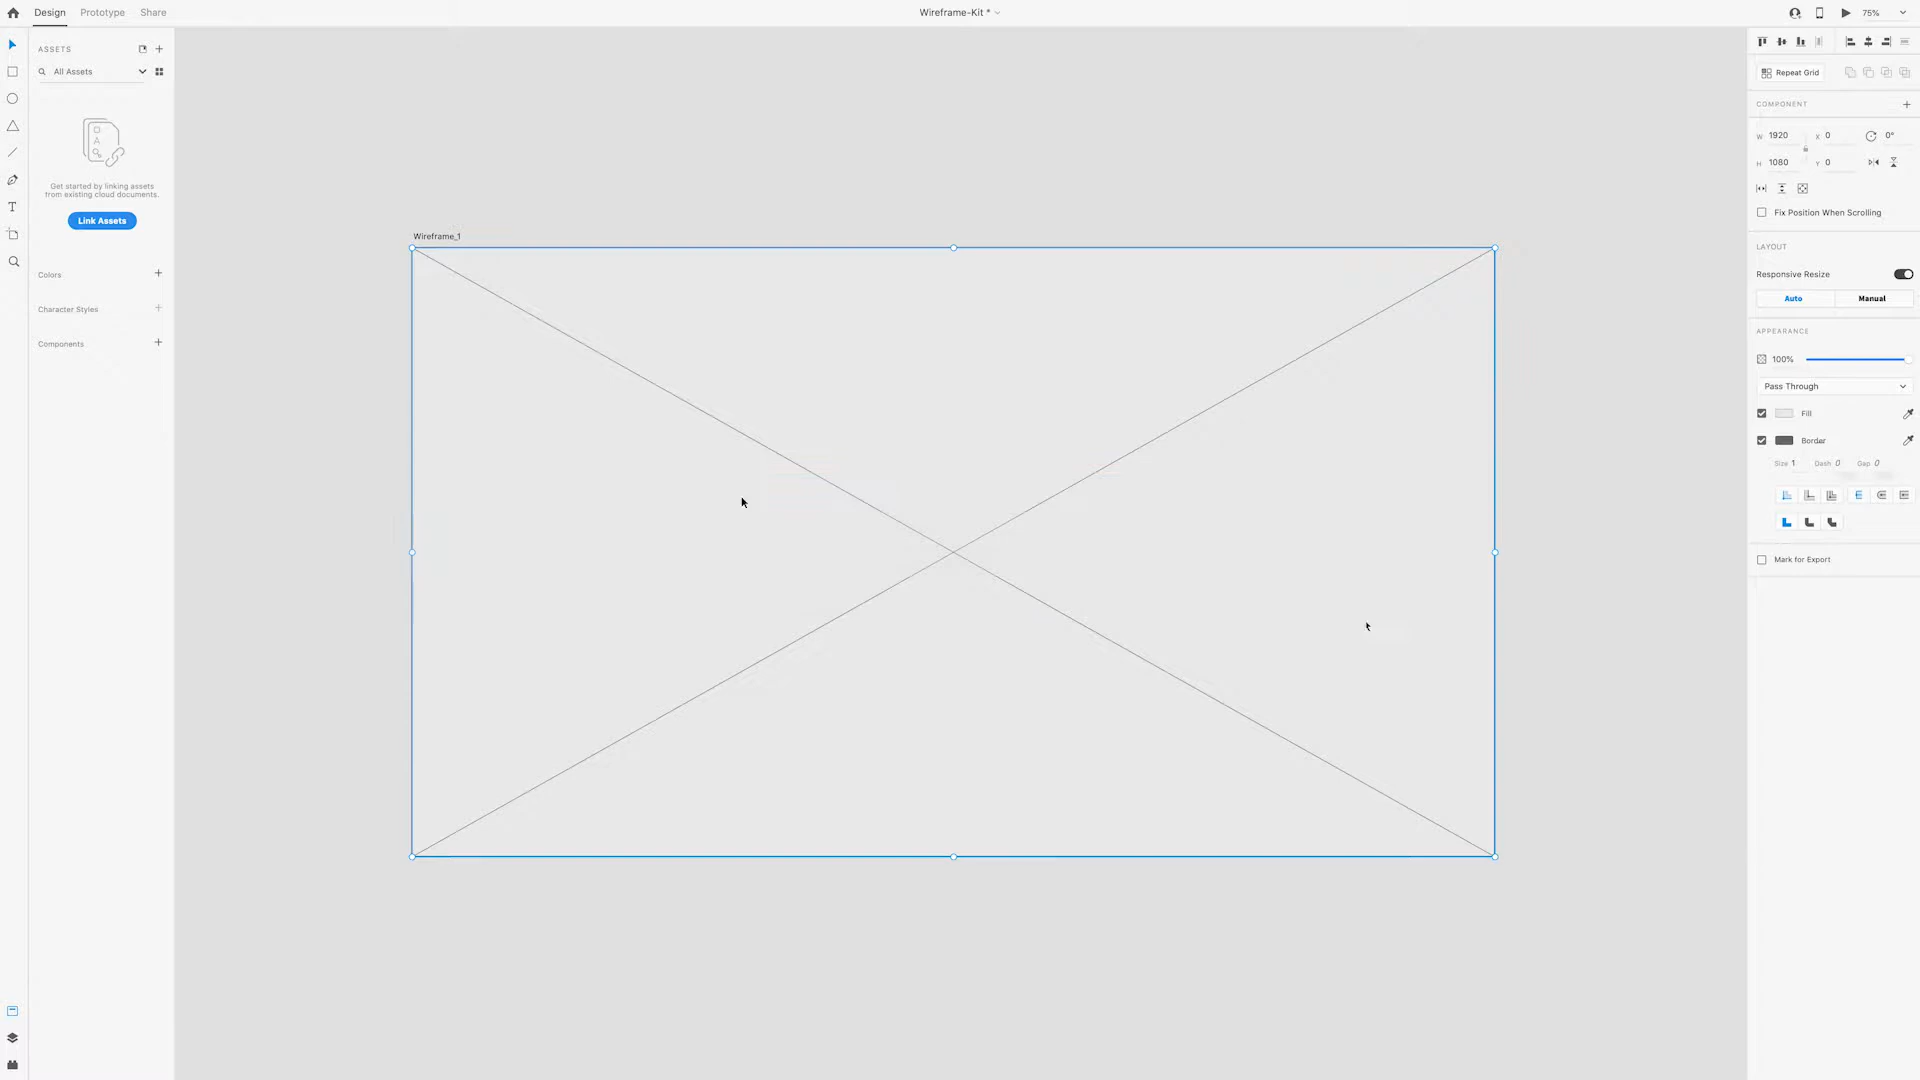 Design
Prototype
Share
Wireframe-Kit *
75%
ASSETS
All Assets
Get started by linking assets
from existing cloud documents.
Link Assets
Colors
Character Styles
Components
Wireframe_1
Repeat Grid
COMPONENT
W 1920
X 0
0°
H 1080
Y 0
Fix Position When Scrolling
LAYOUT
Responsive Resize
Auto
Manual
APPEARANCE
100%
Pass Through
Fill
Border
Size 1
Dash 0
Gap 0
Mark for Export